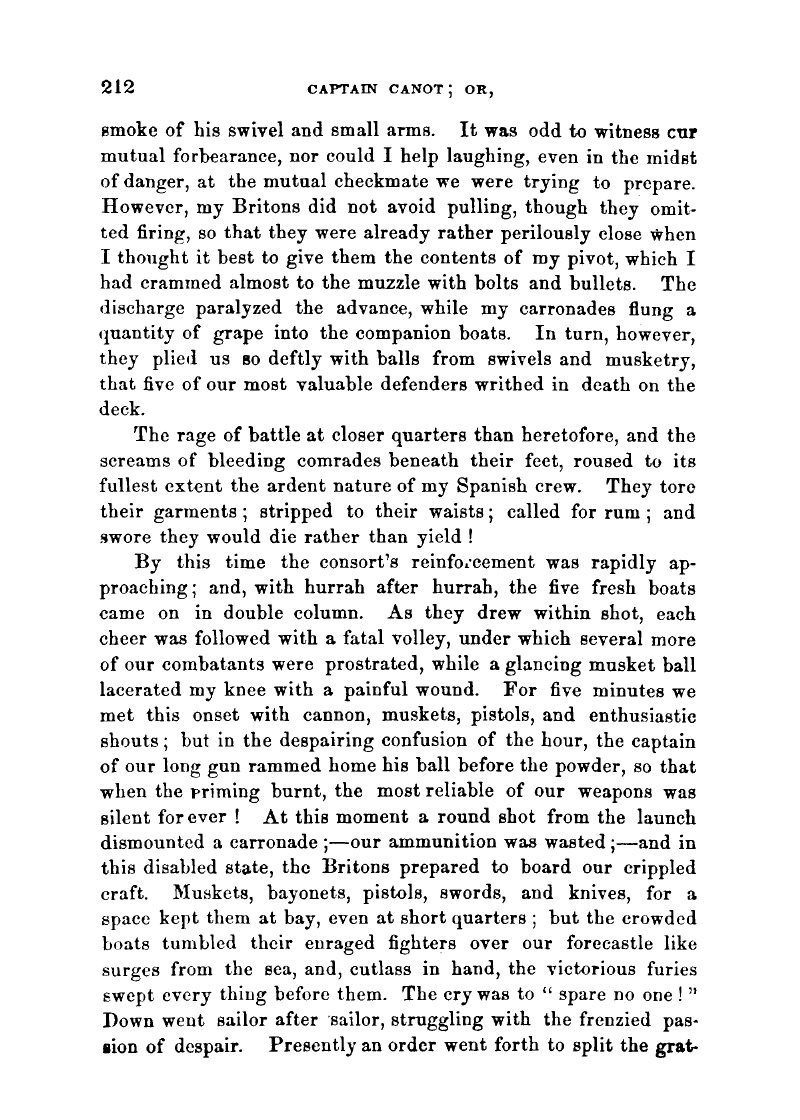 212 CAPTAIN CANOT; OR,
smoke of his swivel and small arms. It was odd to witness our
mutual forbearance, nor could I help laughing, even in the midst
of danger, at the mutual checkmate we were trying to prepare.
However, my Britons did not avoid pulling, though they omit-
ted firing, so that they were already rather perilously close when
I thought it best to give them the contents of my pivot, which I
had crammed almost to the muzzle with bolts and bullets. The
discharge paralyzed the advance, while my carronades flung a
quantity of grape into the companion boats. In turn, however,
they plied us so deftly with balls from swivels and musketry,
that five of our most valuable defenders writhed in death on the
deck.
The rage of battle at closer quarters than heretofore, and the
screams of bleeding comrades beneath their feet, roused to its
fullest extent the ardent nature of my Spanish crew. They tore
their garments; stripped to their waists; called for rum; and
swore they would die rather than yield!
By this time the consort's reinforcement was rapidly ap-
proaching; and, with hurrah after hurrah, the five fresh boats
came on in double column. As they drew within shot, each
cheer was followed with a fatal volley, under which several more
of our combatants were prostrated, while a glancing musket ball
lacerated my knee with a painful wound. For five minutes we
met this onset with cannon, muskets, pistols, and enthusiastic
shouts; but in the despairing confusion of the hour, the captain
of our long gun rammed home his ball before the powder, so that
when the priming burnt, the most reliable of our weapons was
silent for ever! At this moment a round shot from the launch
dismounted a carronade;—our ammunition was wasted;—and in
this disabled state, the Britons prepared to board our crippled
craft. Muskets, bayonets, pistols, swords, and knives, for a
space kept them at bay, even at short quarters; but the crowded
boats tumbled their enraged fighters over our forecastle like
surges from the sea, and, cutlass in hand, the victorious furies
swept every thing before them. The cry was to "spare no one!"
Down went sailor after sailor, struggling with the frenzied pas-
sion of despair. Presently an order went forth to split the grat-